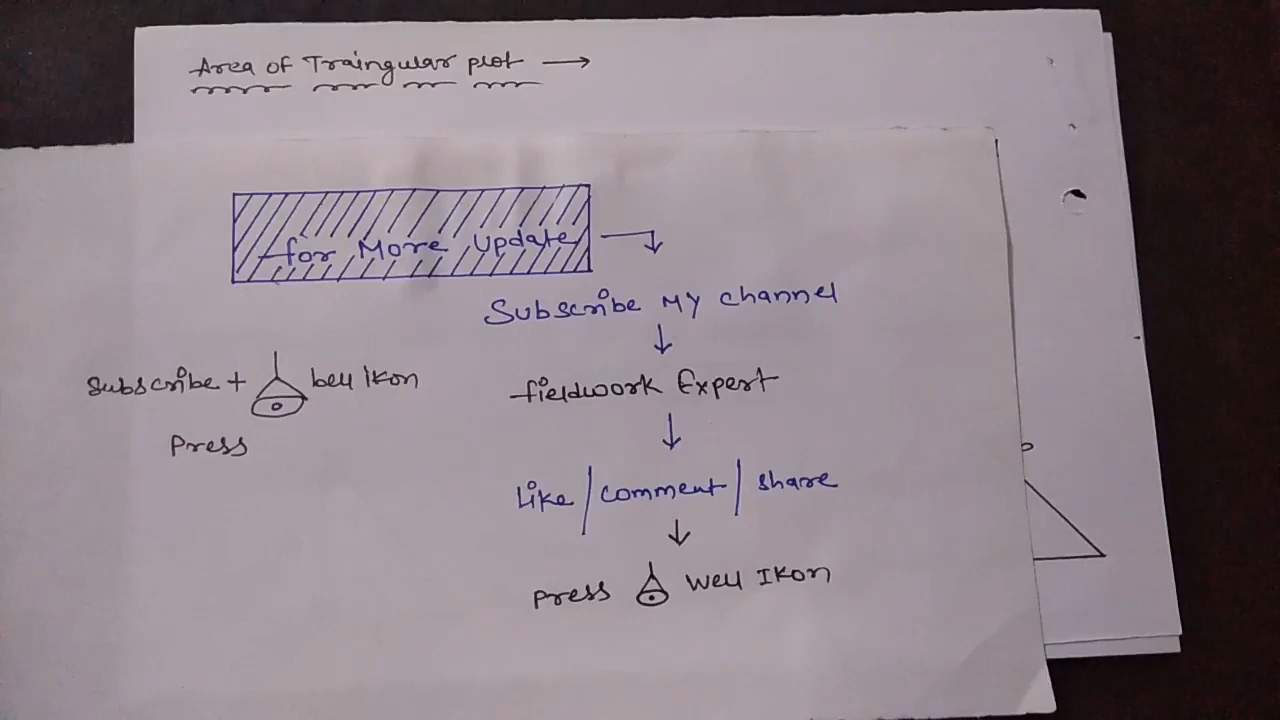 Area of Traingular plot
for More Update
Subscribe My channel
Subscribe + bell Ikon
Press
fieldwork Expert
Like / comment / share
press Well Ikon